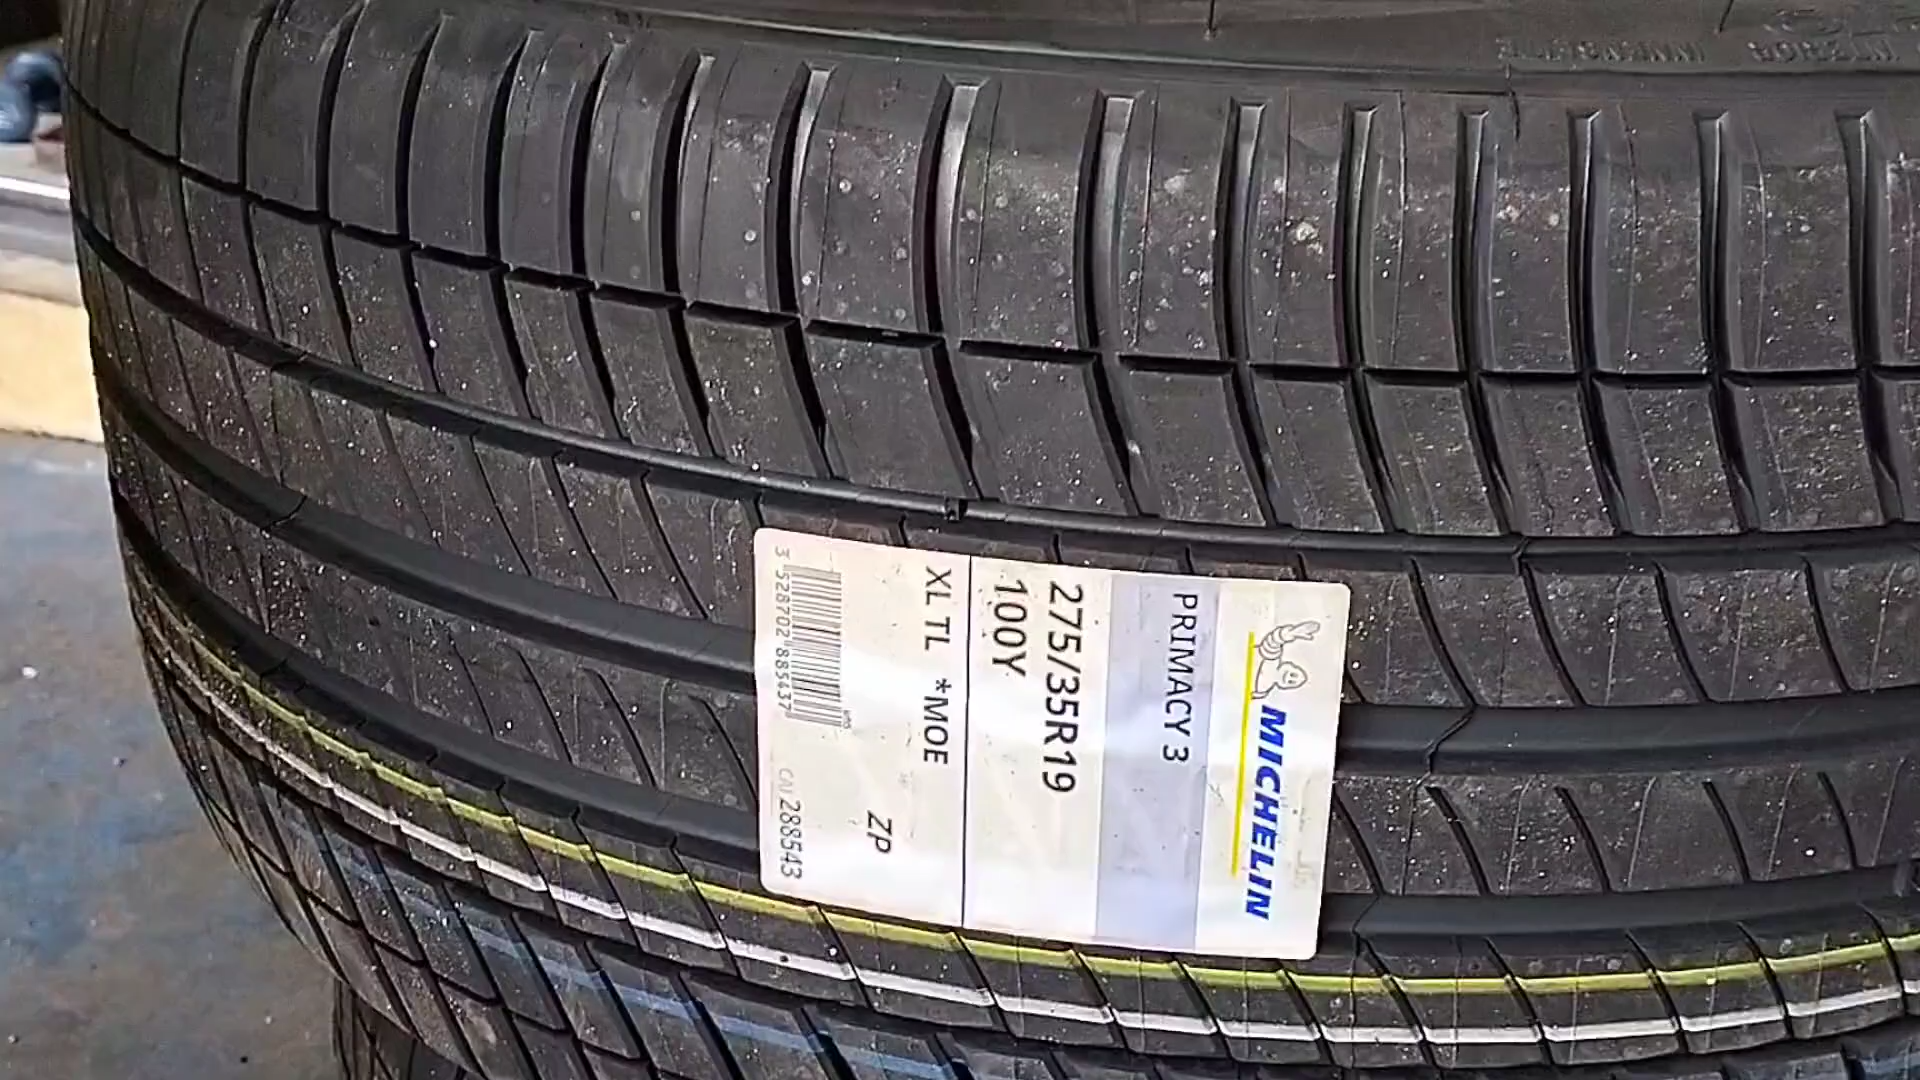 MICHELIN
PRIMACY 3
275/35R19
100Y
XL TL *MOE
ZP
3 528702 885437
CAI 288543